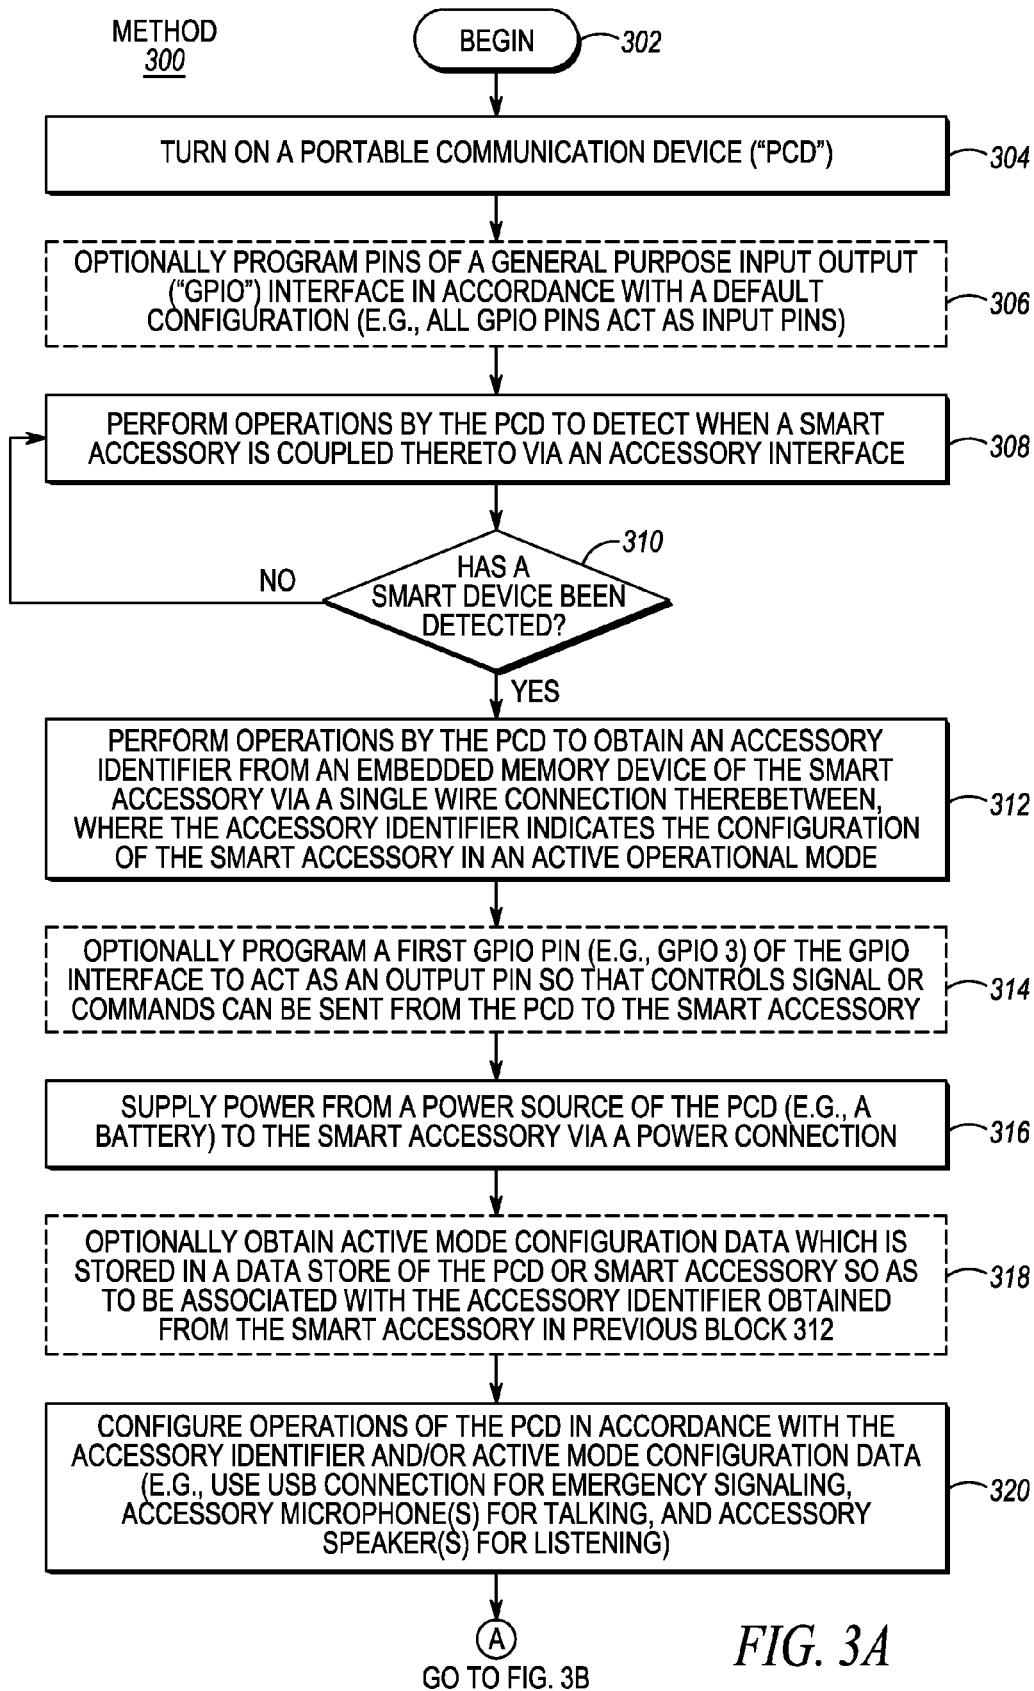 METHOD
300
BEGIN
302
TURN ON A PORTABLE COMMUNICATION DEVICE (“PCD”)
304
OPTIONALLY PROGRAM PINS OF A GENERAL PURPOSE INPUT OUTPUT
(“GPIO”) INTERFACE IN ACCORDANCE WITH A DEFAULT
CONFIGURATION (E.G., ALL GPIO PINS ACT AS INPUT PINS)
306
PERFORM OPERATIONS BY THE PCD TO DETECT WHEN A SMART
ACCESSORY IS COUPLED THERETO VIA AN ACCESSORY INTERFACE
308
310
HAS A
SMART DEVICE BEEN
DETECTED?
NO
YES
PERFORM OPERATIONS BY THE PCD TO OBTAIN AN ACCESSORY
IDENTIFIER FROM AN EMBEDDED MEMORY DEVICE OF THE SMART
ACCESSORY VIA A SINGLE WIRE CONNECTION THEREBETWEEN,
WHERE THE ACCESSORY IDENTIFIER INDICATES THE CONFIGURATION
OF THE SMART ACCESSORY IN AN ACTIVE OPERATIONAL MODE
312
OPTIONALLY PROGRAM A FIRST GPIO PIN (E.G., GPIO 3) OF THE GPIO
INTERFACE TO ACT AS AN OUTPUT PIN SO THAT CONTROLS SIGNAL OR
COMMANDS CAN BE SENT FROM THE PCD TO THE SMART ACCESSORY
314
SUPPLY POWER FROM A POWER SOURCE OF THE PCD (E.G., A
BATTERY) TO THE SMART ACCESSORY VIA A POWER CONNECTION
316
OPTIONALLY OBTAIN ACTIVE MODE CONFIGURATION DATA WHICH IS
STORED IN A DATA STORE OF THE PCD OR SMART ACCESSORY SO AS
TO BE ASSOCIATED WITH THE ACCESSORY IDENTIFIER OBTAINED
FROM THE SMART ACCESSORY IN PREVIOUS BLOCK 312
318
CONFIGURE OPERATIONS OF THE PCD IN ACCORDANCE WITH THE
ACCESSORY IDENTIFIER AND/OR ACTIVE MODE CONFIGURATION DATA
(E.G., USE USB CONNECTION FOR EMERGENCY SIGNALING,
ACCESSORY MICROPHONE(S) FOR TALKING, AND ACCESSORY
SPEAKER(S) FOR LISTENING)
320
A
GO TO FIG. 3B
FIG. 3A